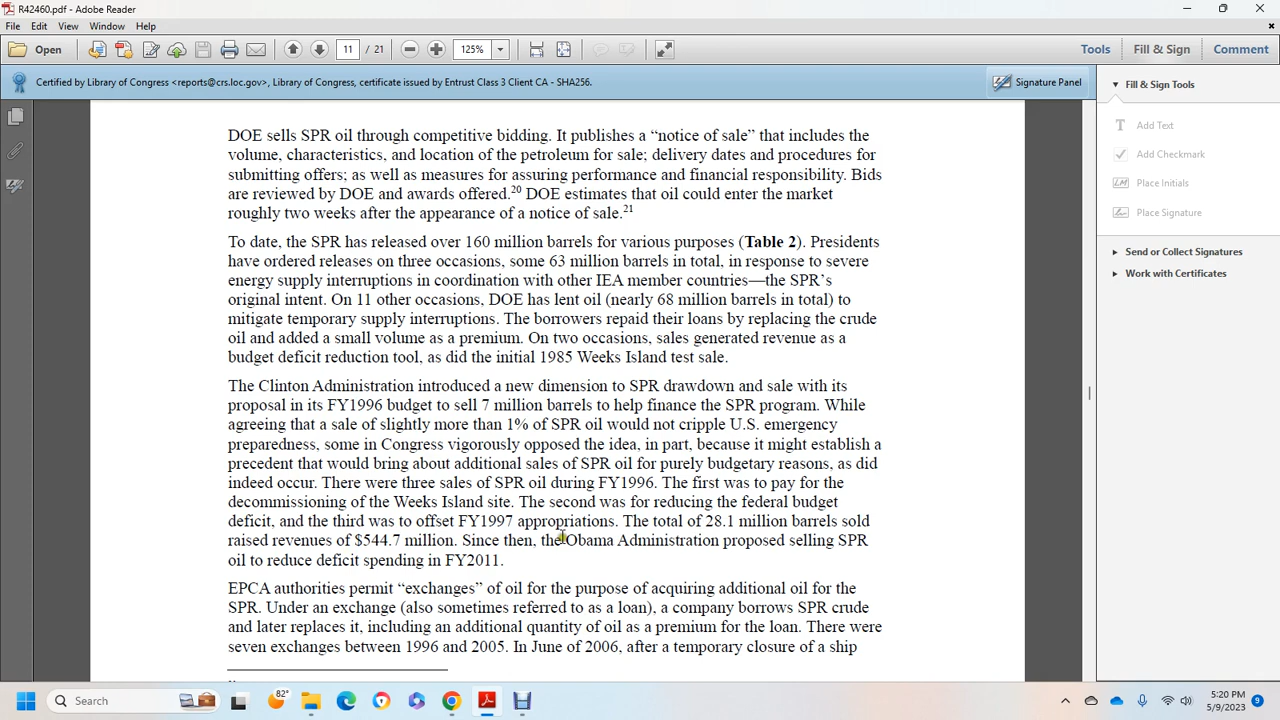 R42460.pdf - Adobe Reader
File Edit View Window Help
Open 11 / 21 125% Tools Fill & Sign Comment
Certified by Library of Congress <reports@crs.loc.gov>, Library of Congress, certificate issued by Entrust Class 3 Client CA - SHA256. Signature Panel
DOE sells SPR oil through competitive bidding. It publishes a “notice of sale” that includes the
volume, characteristics, and location of the petroleum for sale; delivery dates and procedures for
submitting offers; as well as measures for assuring performance and financial responsibility. Bids
are reviewed by DOE and awards offered.20 DOE estimates that oil could enter the market
roughly two weeks after the appearance of a notice of sale.21
To date, the SPR has released over 160 million barrels for various purposes (Table 2). Presidents
have ordered releases on three occasions, some 63 million barrels in total, in response to severe
energy supply interruptions in coordination with other IEA member countries—the SPR’s
original intent. On 11 other occasions, DOE has lent oil (nearly 68 million barrels in total) to
mitigate temporary supply interruptions. The borrowers repaid their loans by replacing the crude
oil and added a small volume as a premium. On two occasions, sales generated revenue as a
budget deficit reduction tool, as did the initial 1985 Weeks Island test sale.
The Clinton Administration introduced a new dimension to SPR drawdown and sale with its
proposal in its FY1996 budget to sell 7 million barrels to help finance the SPR program. While
agreeing that a sale of slightly more than 1% of SPR oil would not cripple U.S. emergency
preparedness, some in Congress vigorously opposed the idea, in part, because it might establish a
precedent that would bring about additional sales of SPR oil for purely budgetary reasons, as did
indeed occur. There were three sales of SPR oil during FY1996. The first was to pay for the
decommissioning of the Weeks Island site. The second was for reducing the federal budget
deficit, and the third was to offset FY1997 appropriations. The total of 28.1 million barrels sold
raised revenues of $544.7 million. Since then, the Obama Administration proposed selling SPR
oil to reduce deficit spending in FY2011.
EPCA authorities permit “exchanges” of oil for the purpose of acquiring additional oil for the
SPR. Under an exchange (also sometimes referred to as a loan), a company borrows SPR crude
and later replaces it, including an additional quantity of oil as a premium for the loan. There were
seven exchanges between 1996 and 2005. In June of 2006, after a temporary closure of a ship
Fill & Sign Tools
Add Text
Add Checkmark
Place Initials
Place Signature
Send or Collect Signatures
Work with Certificates
Search
82°
5:20 PM
5/9/2023
9